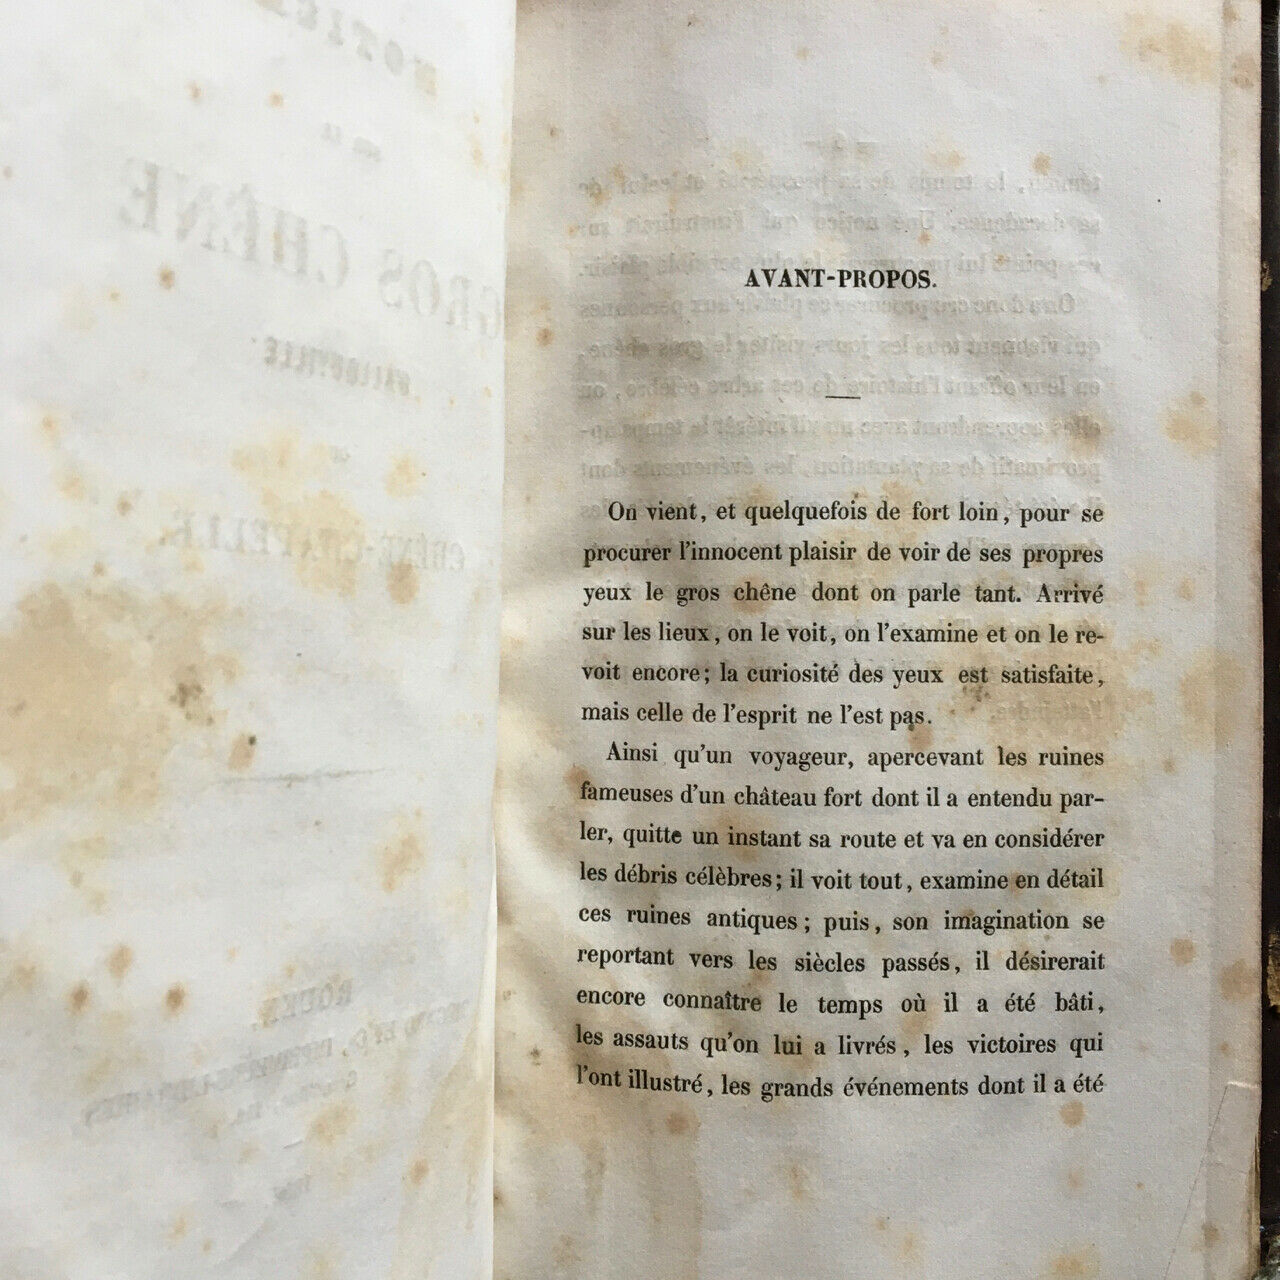 AVANT-PROPOS.
On vient, et quelquefois de fort loin, pour se
procurer l'innocent plaisir de voir de ses propres
yeux le gros chêne dont on parle tant. Arrivé
sur les lieux, on le voit, on l'examine et on le re-
voit encore; la curiosité des yeux est satisfaite,
mais celle de l'esprit ne l'est pas.
Ainsi qu'un voyageur, apercevant les ruines
fameuses d'un château fort dont il a entendu par-
ler, quitte un instant sa route et va en considérer
les débris célèbres; il voit tout, examine en détail
ces ruines antiques; puis, son imagination se
reportant vers les siècles passés, il désirerait
encore connaître le temps où il a été bâti,
les assauts qu'on lui a livrés, les victoires qui
l'ont illustré, les grands événements dont il a été